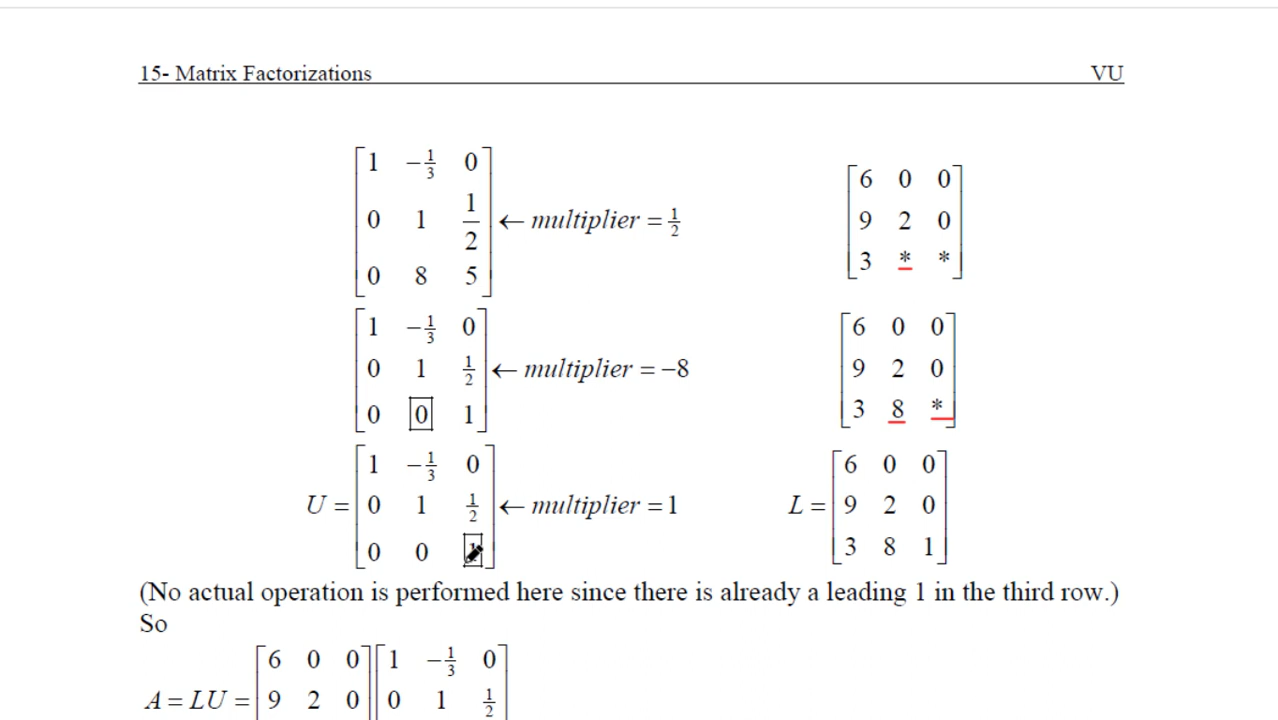 15- Matrix Factorizations VU
[1 -1/3 0; 0 1 1/2; 0 8 5] ← multiplier = 1/2 [6 0 0; 9 2 0; 3 * *]
[1 -1/3 0; 0 1 1/2; 0 0 1] ← multiplier = −8 [6 0 0; 9 2 0; 3 8 *]
U = [1 -1/3 0; 0 1 1/2; 0 0 ] ← multiplier = 1 L = [6 0 0; 9 2 0; 3 8 1]
(No actual operation is performed here since there is already a leading 1 in the third row.)
So
A = LU = [6 0 0; 9 2 0] [1 -1/3 0; 0 1 1/2]